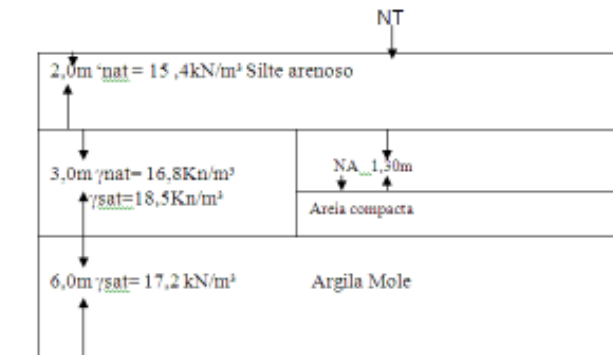 NT
2,0m 'nat = 15 ,4kN/m³ Silte arenoso
3,0m γnat= 16,8Kn/m³
NA 1,30m
γsat=18,5Kn/m³
Areia compacta
6,0m γsat= 17,2 kN/m³ Argila Mole